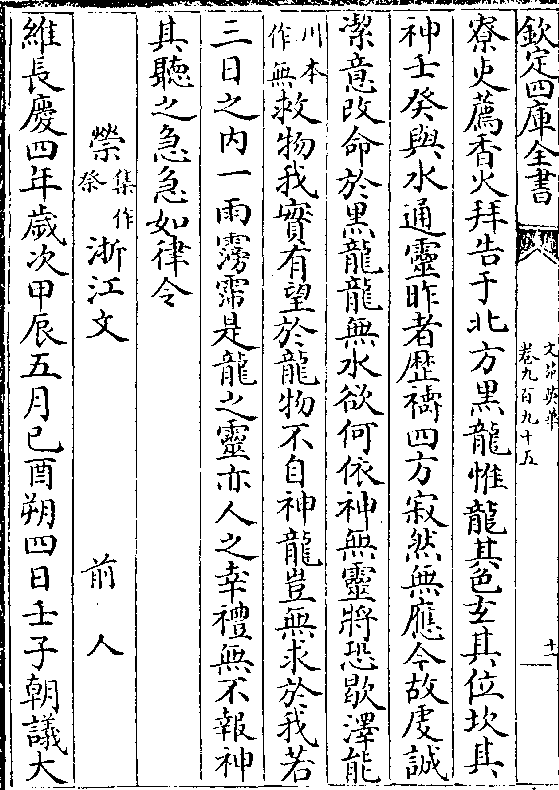 欽定四庫全書
文苑英華
卷九百九十五
十一
寮吏薦香火拜告于北方黒龍惟龍其色玄其位坎其
神壬癸與水通靈昨者歴禱四方寂然無應今故虔誠
潔意改命於黒龍龍無水欲何依神無靈將恐歇澤能
川本作無救物我實有望於龍物不自神龍豈無求於我若
三日之内一雨霶霈是龍之靈亦人之幸禮無不報神
其聽之急急如律令
禜集作祭浙江文 前人
維長慶四年歳次甲辰五月己酉朔四日壬子朝議大